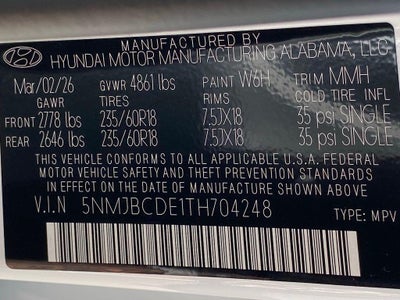 MANUFACTURED BY
HYUNDAI MOTOR MANUFACTURING ALABAMA, LLC
Mar/02/26 GVWR 4861 lbs PAINT W6H TRIM MMH
GAWR TIRES RIMS COLD TIRE INFL
FRONT 2778 lbs 235/60R18 7.5JX18 35 psi SINGLE
REAR 2646 lbs 235/60R18 7.5JX18 35 psi SINGLE
THIS VEHICLE CONFORMS TO ALL APPLICABLE U.S.A. FEDERAL
MOTOR VEHICLE SAFETY AND THEFT PREVENTION STANDARDS
IN EFFECT ON THE DATE OF MANUFACTURE SHOWN ABOVE
V.I.N 5NMJBCDE1TH704248 TYPE: MPV